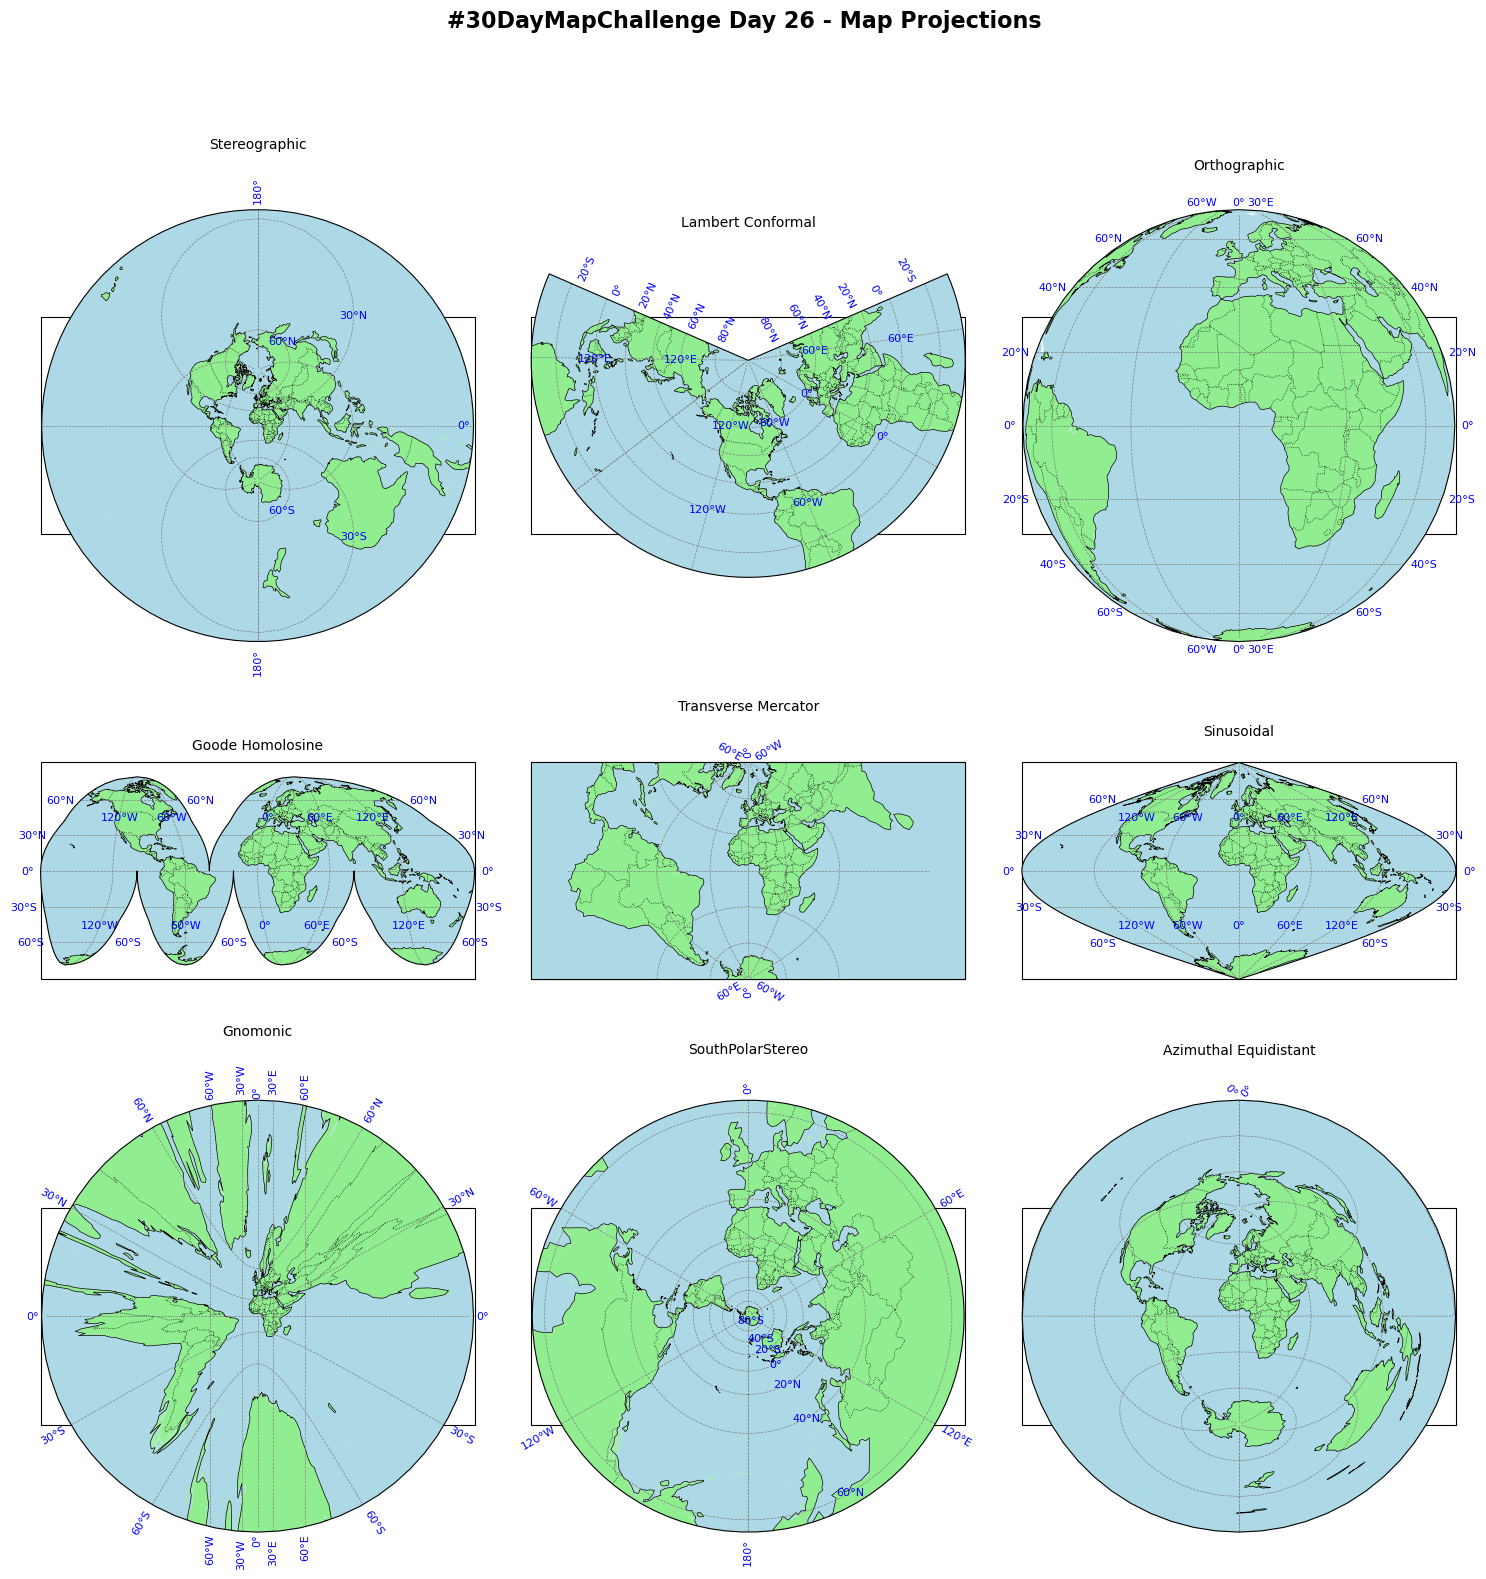 #30DayMapChallenge Day 26 - Map Projections
Stereographic
180°
30°N
60°N
0°
60°S
30°S
180°
Lambert Conformal
20°S
0°
20°N
40°N
60°N
80°N
80°N
60°N
40°N
20°N
0°
20°S
120°E
120°E
60°E
60°E
0°
120°W
60°W
0°
120°W
60°W
Orthographic
60°W 0° 30°E
60°N 60°N
40°N 40°N
20°N 20°N
0° 0°
20°S 20°S
40°S 40°S
60°S 60°S
60°W 0° 30°E
Goode Homolosine
60°N 60°N 60°N
120°W 60°W 0° 60°E 120°E
30°N 30°N
0° 0°
30°S 30°S
120°W 60°W 0° 60°E 120°E
60°S 60°S 60°S 60°S 60°S
Transverse Mercator
60°E 0° 60°W
60°E 0° 60°W
Sinusoidal
60°N 60°N
120°W 60°W 0° 60°E 120°E
30°N 30°N
0° 0°
30°S 30°S
120°W 60°W 0° 60°E 120°E
60°S 60°S
Gnomonic
60°W 30°W 0° 30°E 60°E
60°N 60°N
30°N 30°N
0° 0°
30°S 30°S
60°S 60°S
60°W 30°W 0° 30°E 60°E
SouthPolarStereo
0°
60°W 60°E
80°S
40°S
20°S
0°
20°N
40°N
120°W 120°E
60°N
180°
Azimuthal Equidistant
0° 0°